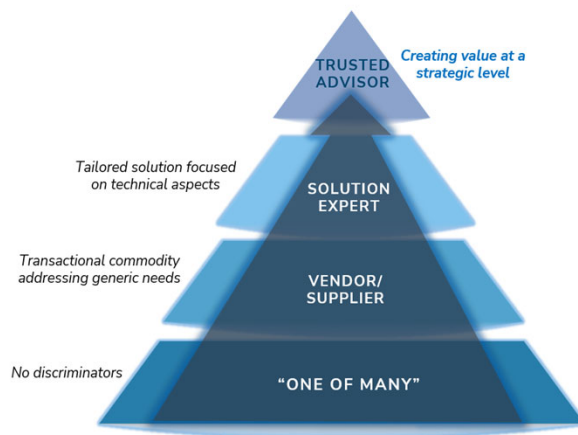 TRUSTED
ADVISOR
Creating value at a
strategic level
Tailored solution focused
on technical aspects
SOLUTION
EXPERT
Transactional commodity
addressing generic needs
VENDOR/
SUPPLIER
No discriminators
“ONE OF MANY”